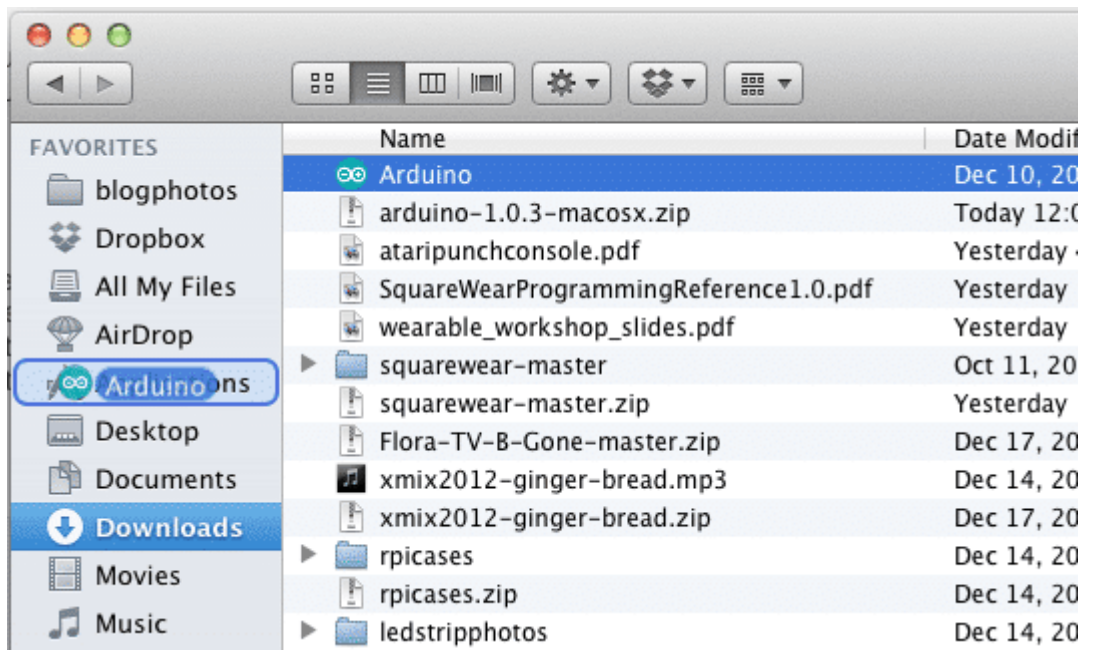 Name Date Modif
FAVORITES
blogphotos
Dropbox
All My Files
AirDrop
Arduino ns
Desktop
Documents
Downloads
Movies
Music
Arduino Dec 10, 20
arduino-1.0.3-macosx.zip Today 12:0
ataripunchconsole.pdf Yesterday
SquareWearProgrammingReference1.0.pdf Yesterday
wearable_workshop_slides.pdf Yesterday
squarewear-master Oct 11, 20
squarewear-master.zip Yesterday
Flora-TV-B-Gone-master.zip Dec 17, 20
xmix2012-ginger-bread.mp3 Dec 14, 20
xmix2012-ginger-bread.zip Dec 17, 20
rpicases Dec 14, 20
rpicases.zip Dec 14, 20
ledstripphotos Dec 14, 20